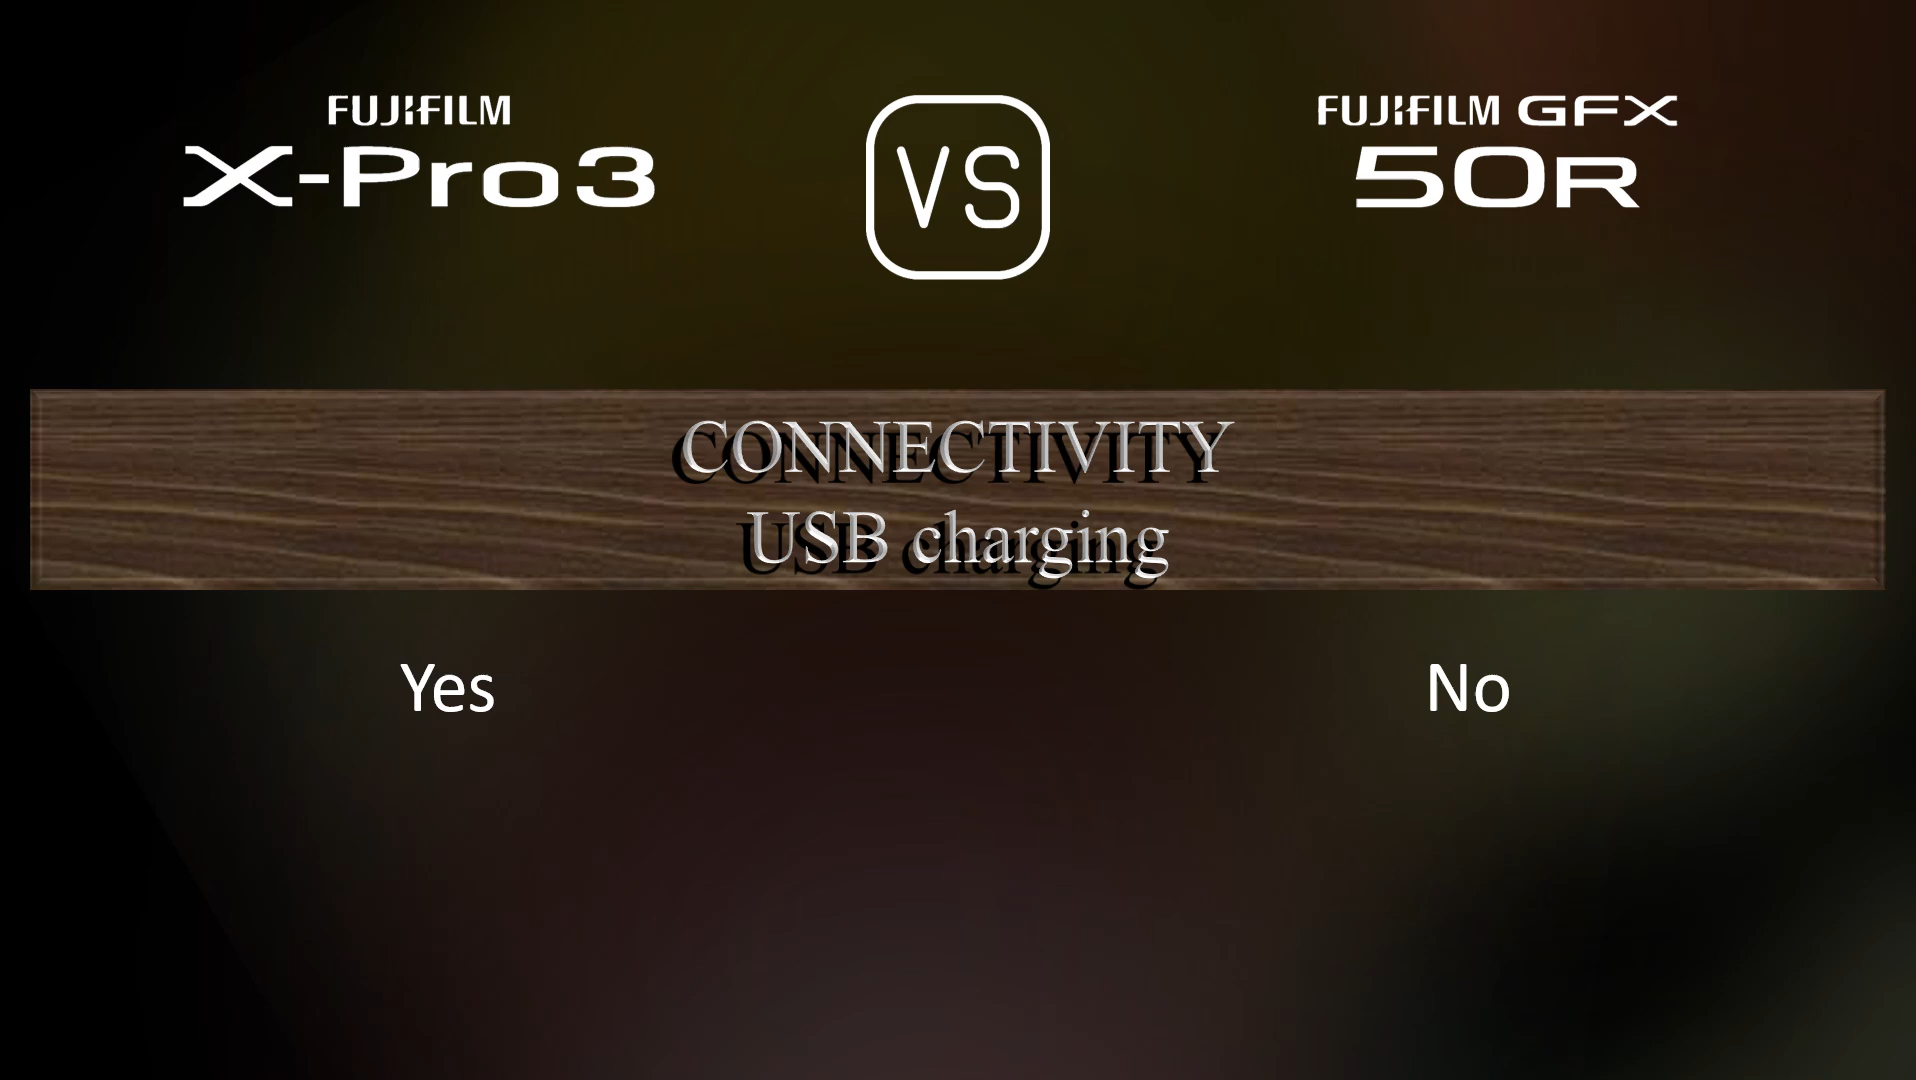 FUJIFILM
X-Pro3
VS
FUJIFILM GFX
50R
CONNECTIVITY
USB charging
Yes
No